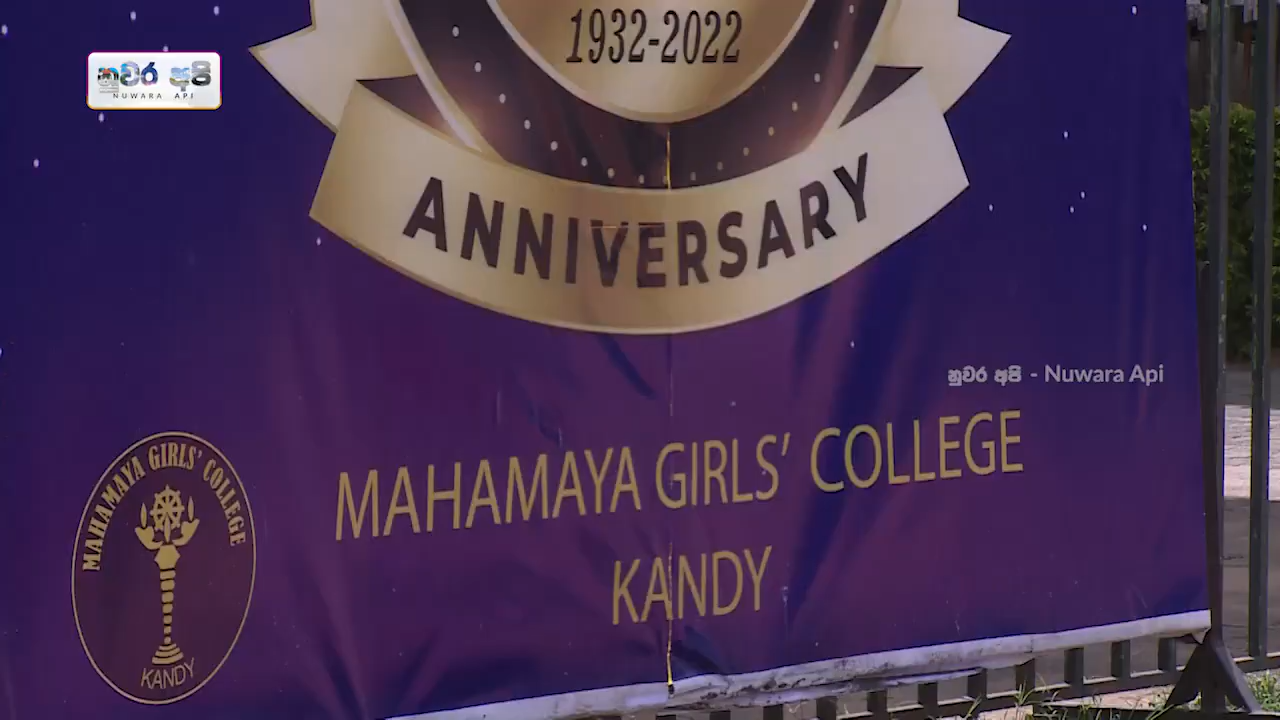 1932-2022
නුවර අපි
NUWARA API
ANNIVERSARY
නුවර අපි - Nuwara Api
MAHAMAYA GIRLS’ COLLEGE
KANDY
MAHAMAYA GIRLS’ COLLEGE
KANDY